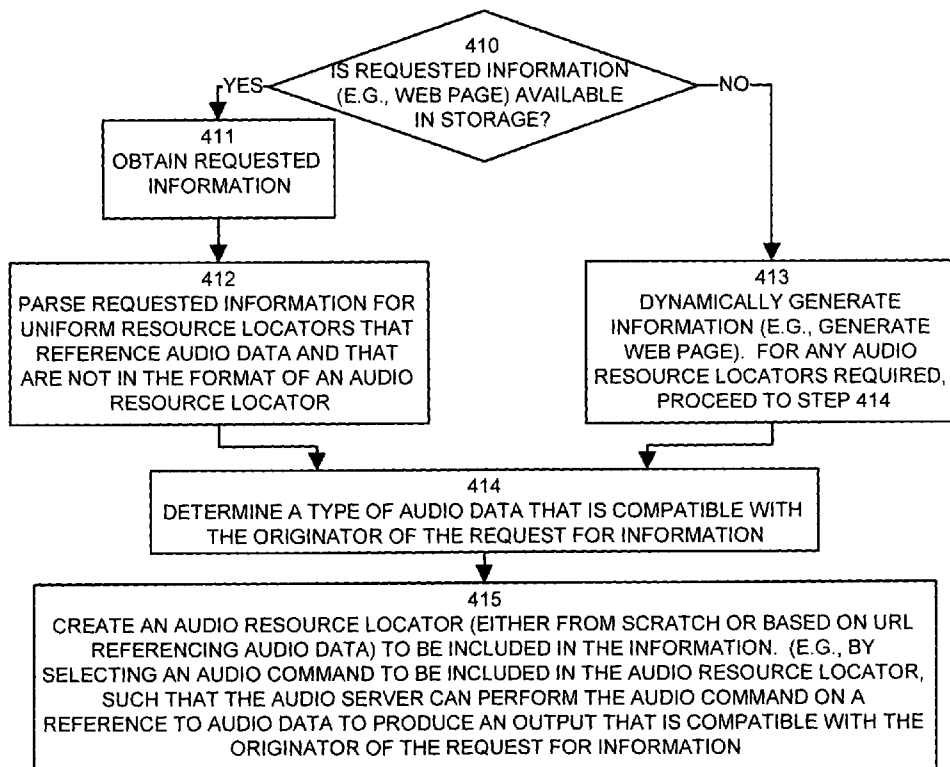 410
IS REQUESTED INFORMATION
(E.G., WEB PAGE) AVAILABLE
IN STORAGE?
YES
NO
411
OBTAIN REQUESTED
INFORMATION
412
PARSE REQUESTED INFORMATION FOR
UNIFORM RESOURCE LOCATORS THAT
REFERENCE AUDIO DATA AND THAT
ARE NOT IN THE FORMAT OF AN AUDIO
RESOURCE LOCATOR
413
DYNAMICALLY GENERATE
INFORMATION (E.G., GENERATE
WEB PAGE). FOR ANY AUDIO
RESOURCE LOCATORS REQUIRED,
PROCEED TO STEP 414
414
DETERMINE A TYPE OF AUDIO DATA THAT IS COMPATIBLE WITH
THE ORIGINATOR OF THE REQUEST FOR INFORMATION
415
CREATE AN AUDIO RESOURCE LOCATOR (EITHER FROM SCRATCH OR BASED ON URL
REFERENCING AUDIO DATA) TO BE INCLUDED IN THE INFORMATION. (E.G., BY
SELECTING AN AUDIO COMMAND TO BE INCLUDED IN THE AUDIO RESOURCE LOCATOR,
SUCH THAT THE AUDIO SERVER CAN PERFORM THE AUDIO COMMAND ON A
REFERENCE TO AUDIO DATA TO PRODUCE AN OUTPUT THAT IS COMPATIBLE WITH THE
ORIGINATOR OF THE REQUEST FOR INFORMATION